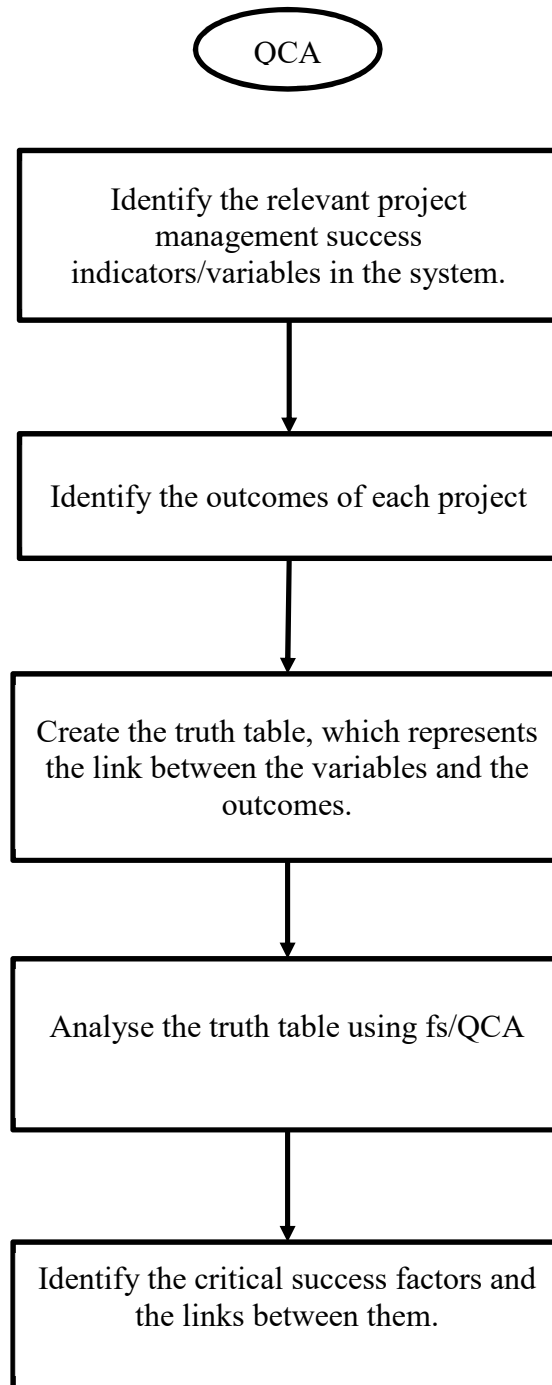 QCA
Identify the relevant project
management success
indicators/variables in the system.
Identify the outcomes of each project
Create the truth table, which represents
the link between the variables and the
outcomes.
Analyse the truth table using fs/QCA
Identify the critical success factors and
the links between them.